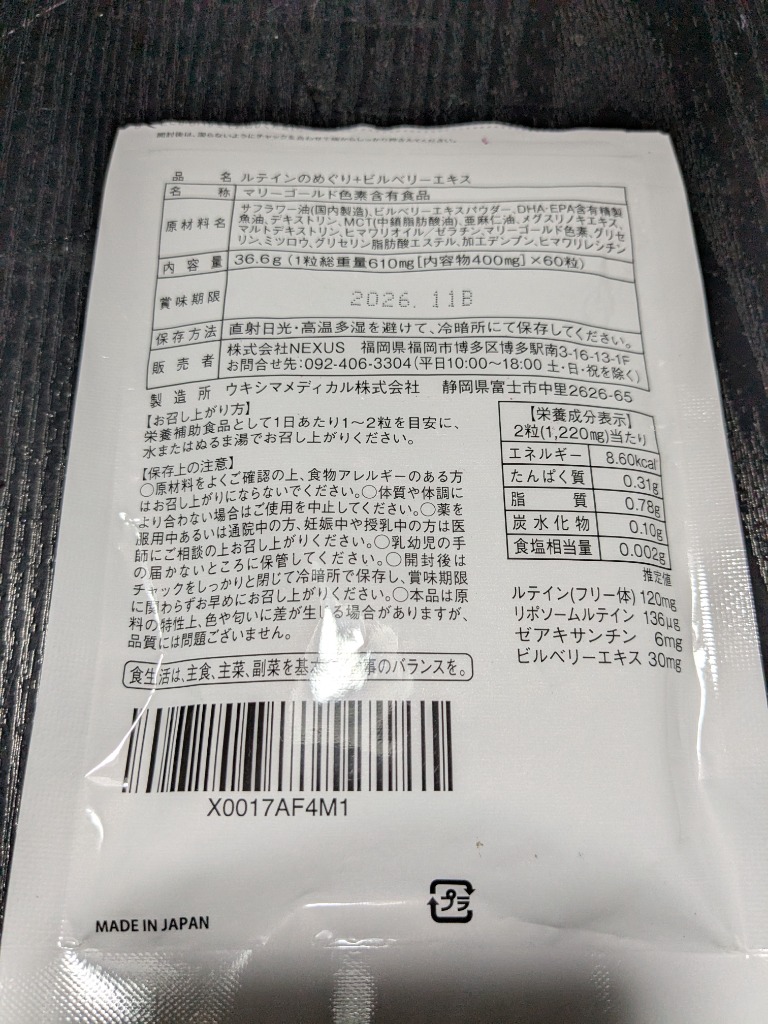 開封後は、湿らないようにチャックを合わせて端からしっかり押さえてください。
品 名 ルテインのめぐり+ビルベリーエキス
名 称 マリーゴールド色素含有食品
原材料名 サフラワー油(国内製造)、ビルベリーエキスパウダー、DHA・EPA含有精製
魚油、デキストリン、MCT(中鎖脂肪酸油)、亜麻仁油、メグスリノキエキス、
マルトデキストリン、ヒマワリオイル/ゼラチン、マリーゴールド色素、グリセ
リン、ミツロウ、グリセリン脂肪酸エステル、加工デンプン、ヒマワリレシチン
内 容 量 36.6g (1粒総重量610mg[内容物400mg]×60粒)
賞味期限 2026. 11B
保存方法 直射日光・高温多湿を避けて、冷暗所にて保存してください。
販 売 者 株式会社NEXUS 福岡県福岡市博多区博多駅南3-16-13-1F
お問合せ先:092-406-3304(平日10:00~18:00 土・日・祝を除く)
製 造 所 ウキシマメディカル株式会社 静岡県富士市中里2626-65
【お召し上がり方】
栄養補助食品として1日あたり1~2粒を目安に、
水またはぬるま湯でお召し上がりください。
【保存上の注意】
○原材料をよくご確認の上、食物アレルギーのある方
はお召し上がりにならないでください。○体質や体調に
より合わない場合はご使用を中止してください。○薬を
服用中あるいは通院中の方、妊娠中や授乳中の方は医
師にご相談の上お召し上がりください。○乳幼児の手
の届かないところに保管してください。○開封後は
チャックをしっかりと閉じて冷暗所で保存し、賞味期限
に関わらずお早めにお召し上がりください。○本品は原
料の特性上、色や匂いに差が生じる場合がありますが、
品質には問題ございません。
食生活は、主食、主菜、副菜を基本 事のバランスを。
【栄養成分表示】
2粒(1,220mg)当たり
エネルギー 8.60kcal
たんぱく質 0.31g
脂 質 0.78g
炭水化物 0.10g
食塩相当量 0.002g
推定値
ルテイン(フリー体) 120mg
リポソームルテイン 136μg
ゼアキサンチン 6mg
ビルベリーエキス 30mg
X0017AF4M1
MADE IN JAPAN
プラ